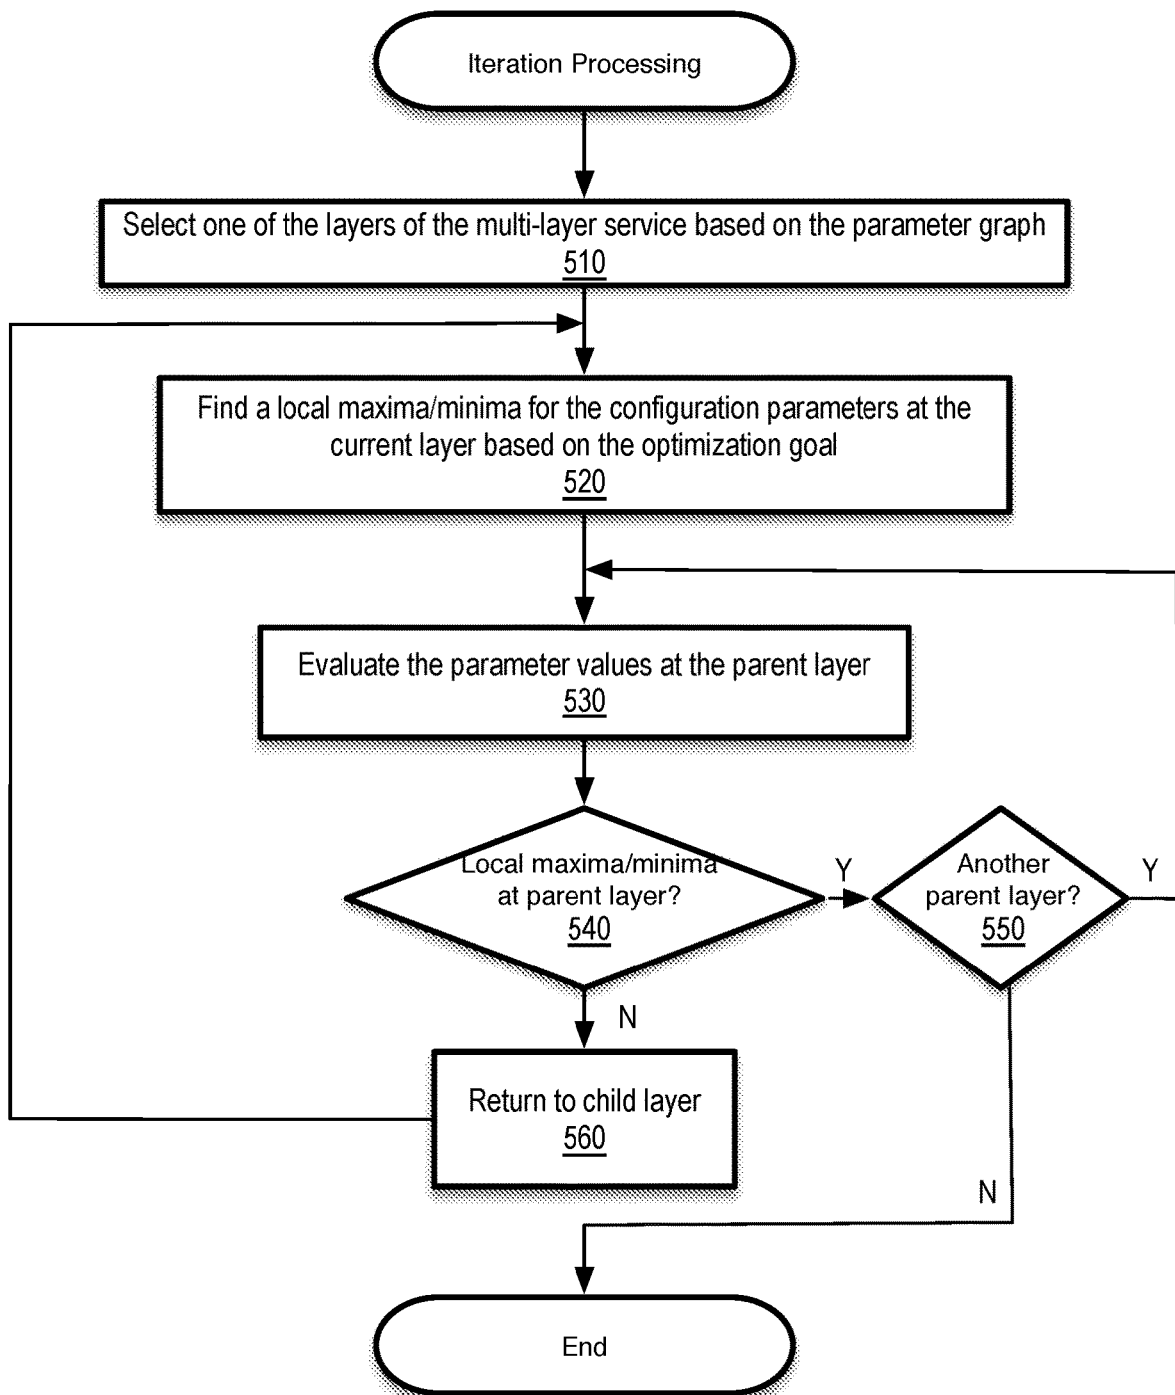 Iteration Processing
Select one of the layers of the multi-layer service based on the parameter graph
510
Find a local maxima/minima for the configuration parameters at the
current layer based on the optimization goal
520
Evaluate the parameter values at the parent layer
530
Local maxima/minima
at parent layer?
540
Y
Another
parent layer?
550
Y
N
Return to child layer
560
N
End